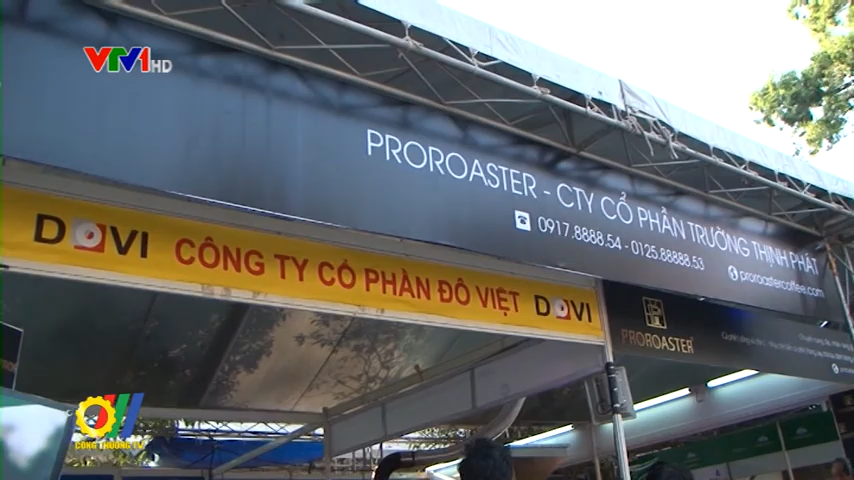 VTV1 HD
PROROASTER - CTY CỔ PHẦN TRƯỜNG THỊNH PHÁT
0917.8888.54 - 0125.88888.53
proroastercoffee.com
DOVI CÔNG TY CỔ PHẦN ĐÔ VIỆT DOVI
PROROASTER
CÔNG THƯƠNG TV